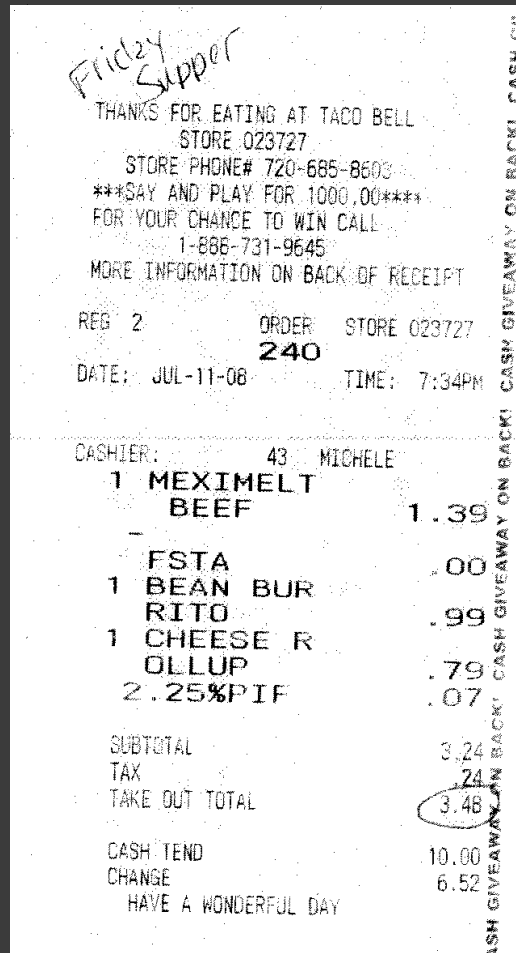 Friday
Supper
THANKS FOR EATING AT TACO BELL
STORE 023727
STORE PHONE# 720-685-8603
***SAY AND PLAY FOR 1000.00****
FOR YOUR CHANCE TO WIN CALL
1-886-731-9645
MORE INFORMATION ON BACK OF RECEIPT
REG 2 ORDER STORE 023727
240
DATE: JUL-11-08 TIME: 7:34PM
CASHIER: 43 MICHELE
1 MEXIMELT
BEEF 1.39
_
FSTA .00
1 BEAN BUR
RITO .99
1 CHEESE R
OLLUP .79
2.25%PIF .07
SUBTOTAL 3.24
TAX .24
TAKE OUT TOTAL 3.48
CASH TEND 10.00
CHANGE 6.52
HAVE A WONDERFUL DAY
CASH GIVEAWAY ON BACK! CASH GIVEAWAY ON BACK! CASH GIVEAWAY ON BACK! CASH